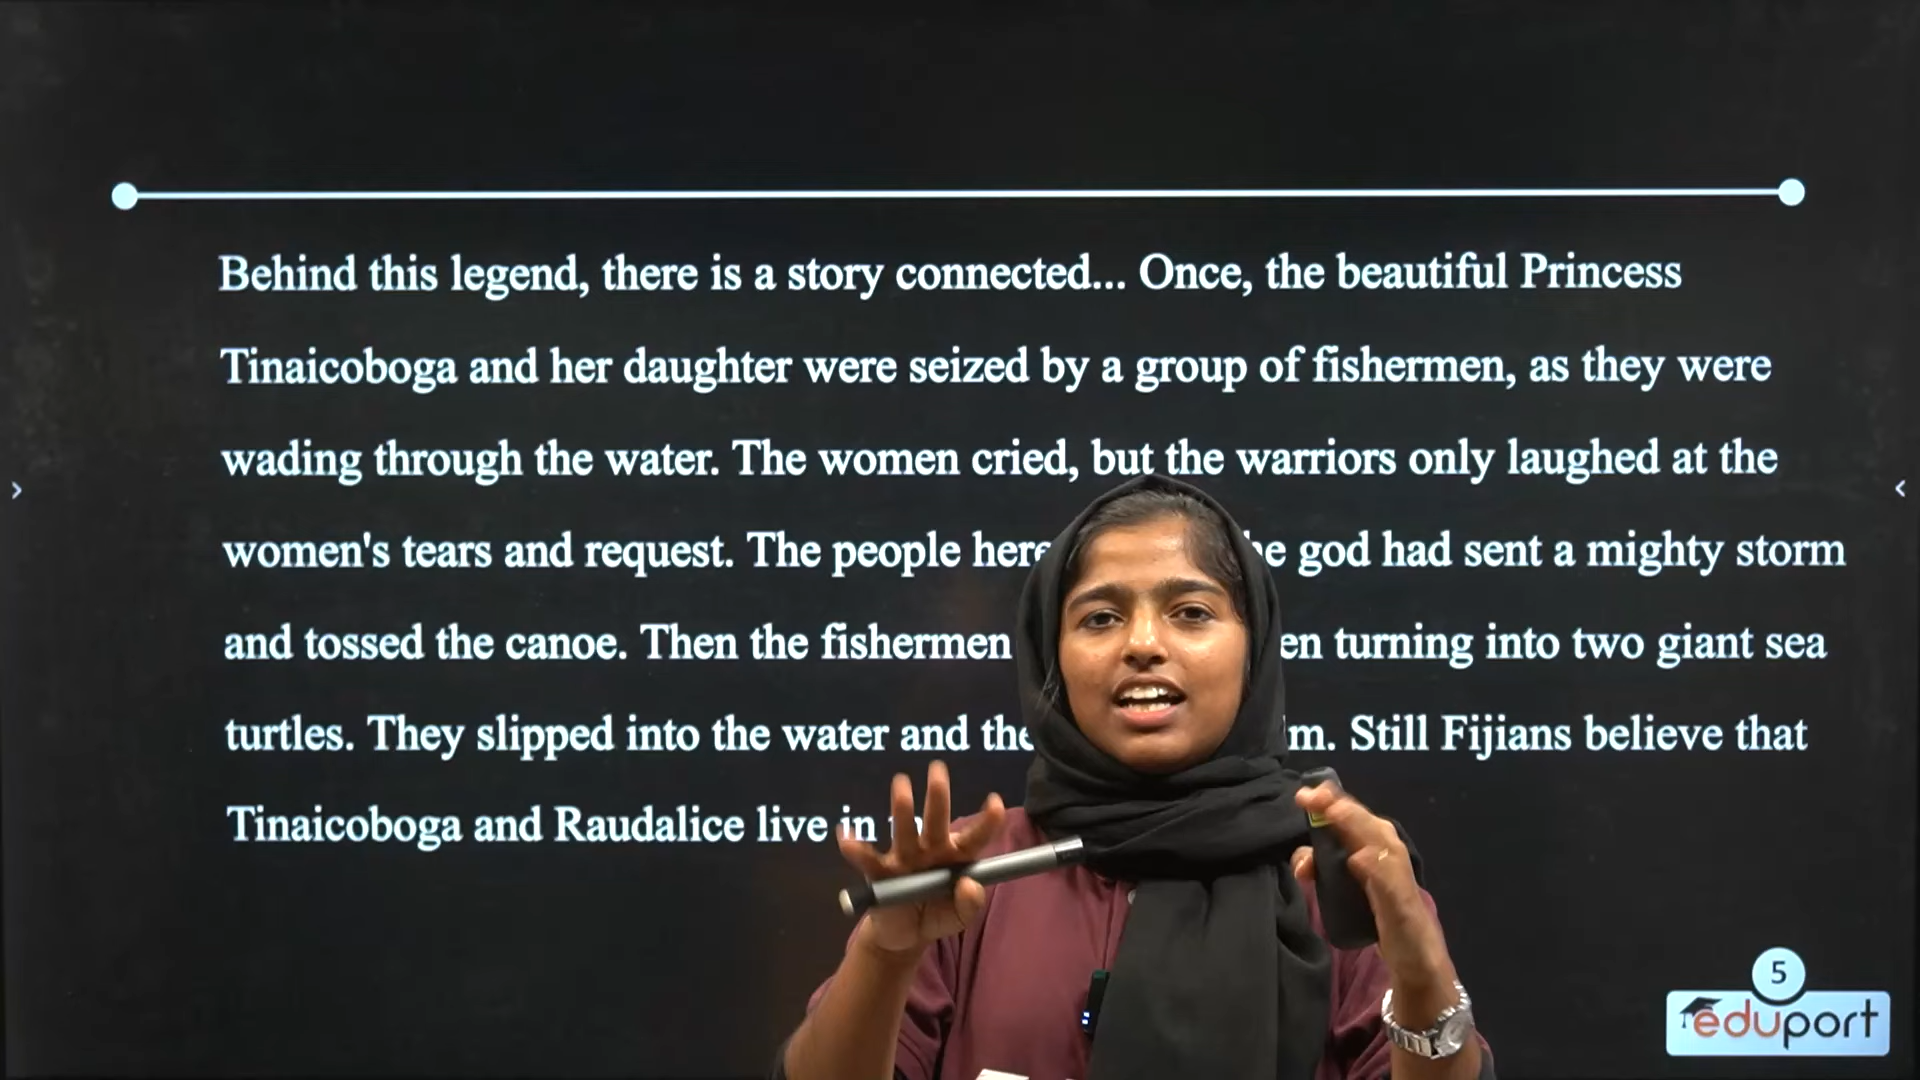 Behind this legend, there is a story connected... Once, the beautiful Princess
Tinaicoboga and her daughter were seized by a group of fishermen, as they were
wading through the water. The women cried, but the warriors only laughed at the
women's tears and request. The people here god had sent a mighty storm
and tossed the canoe. Then the fishermen turning into two giant sea
turtles. They slipped into the water and Still Fijians believe that
Tinaicoboga and Raudalice live in
5
eduport